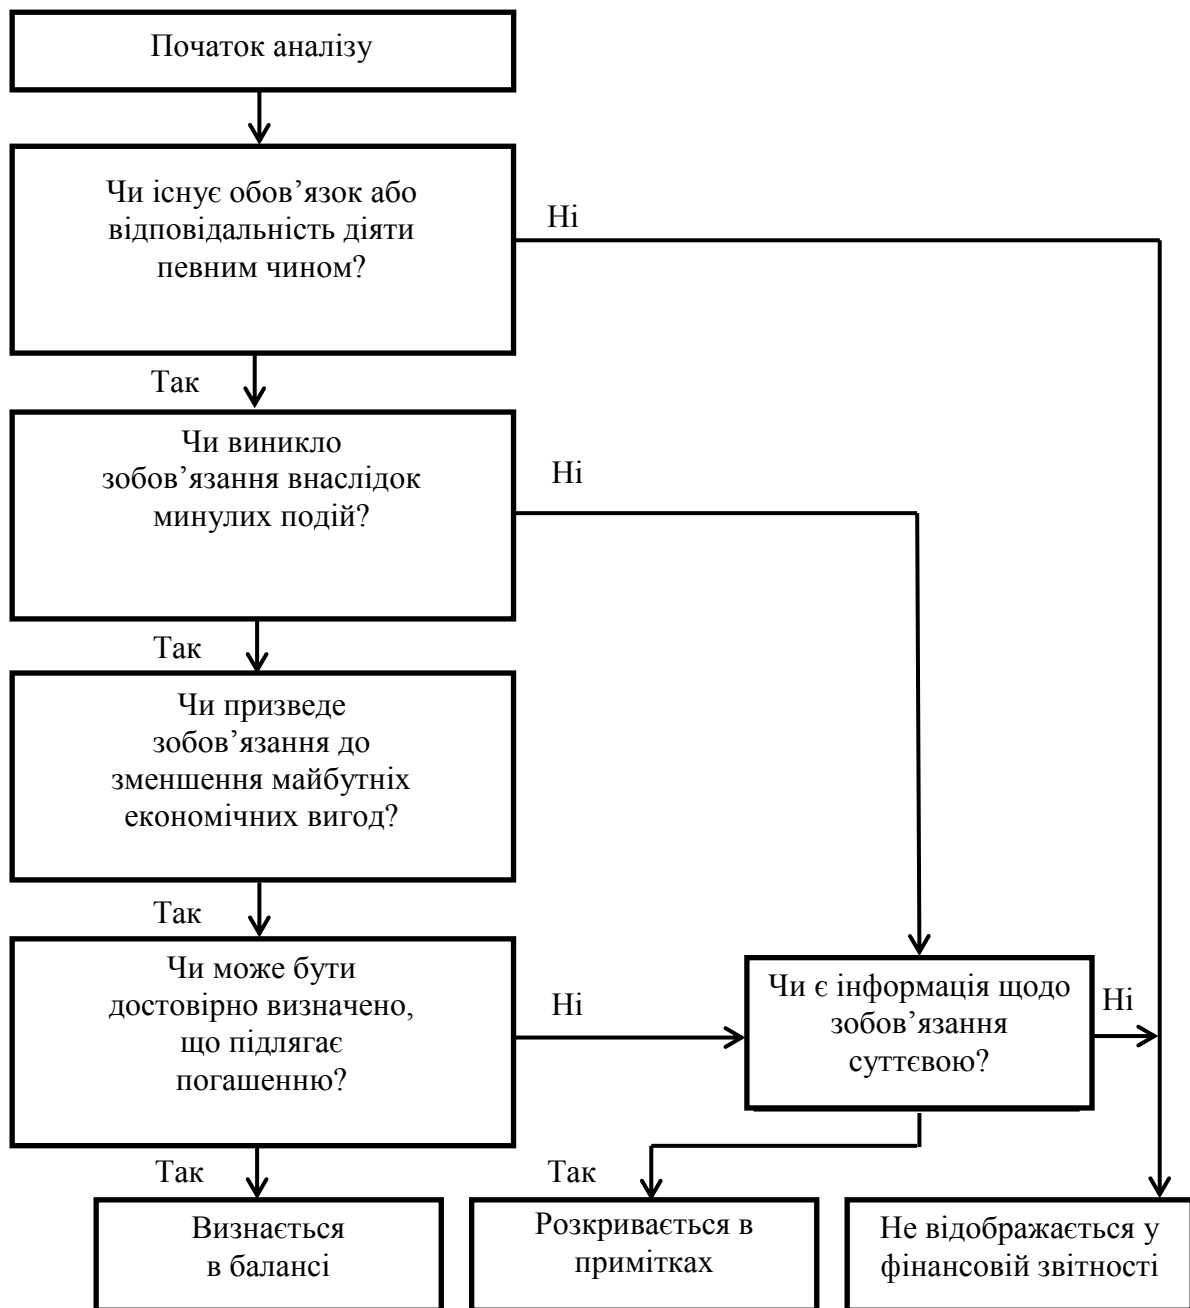 Початок аналізу
Чи існує обов’язок або
відповідальність діяти
певним чином?
Ні
Так
Чи виникло
зобов’язання внаслідок
минулих подій?
Ні
Так
Чи призведе
зобов’язання до
зменшення майбутніх
економічних вигод?
Так
Чи може бути
достовірно визначено,
що підлягає
погашенню?
Ні
Чи є інформація щодо
зобов’язання
суттєвою?
Ні
Так
Так
Визнається
в балансі
Розкривається в
примітках
Не відображається у
фінансовій звітності